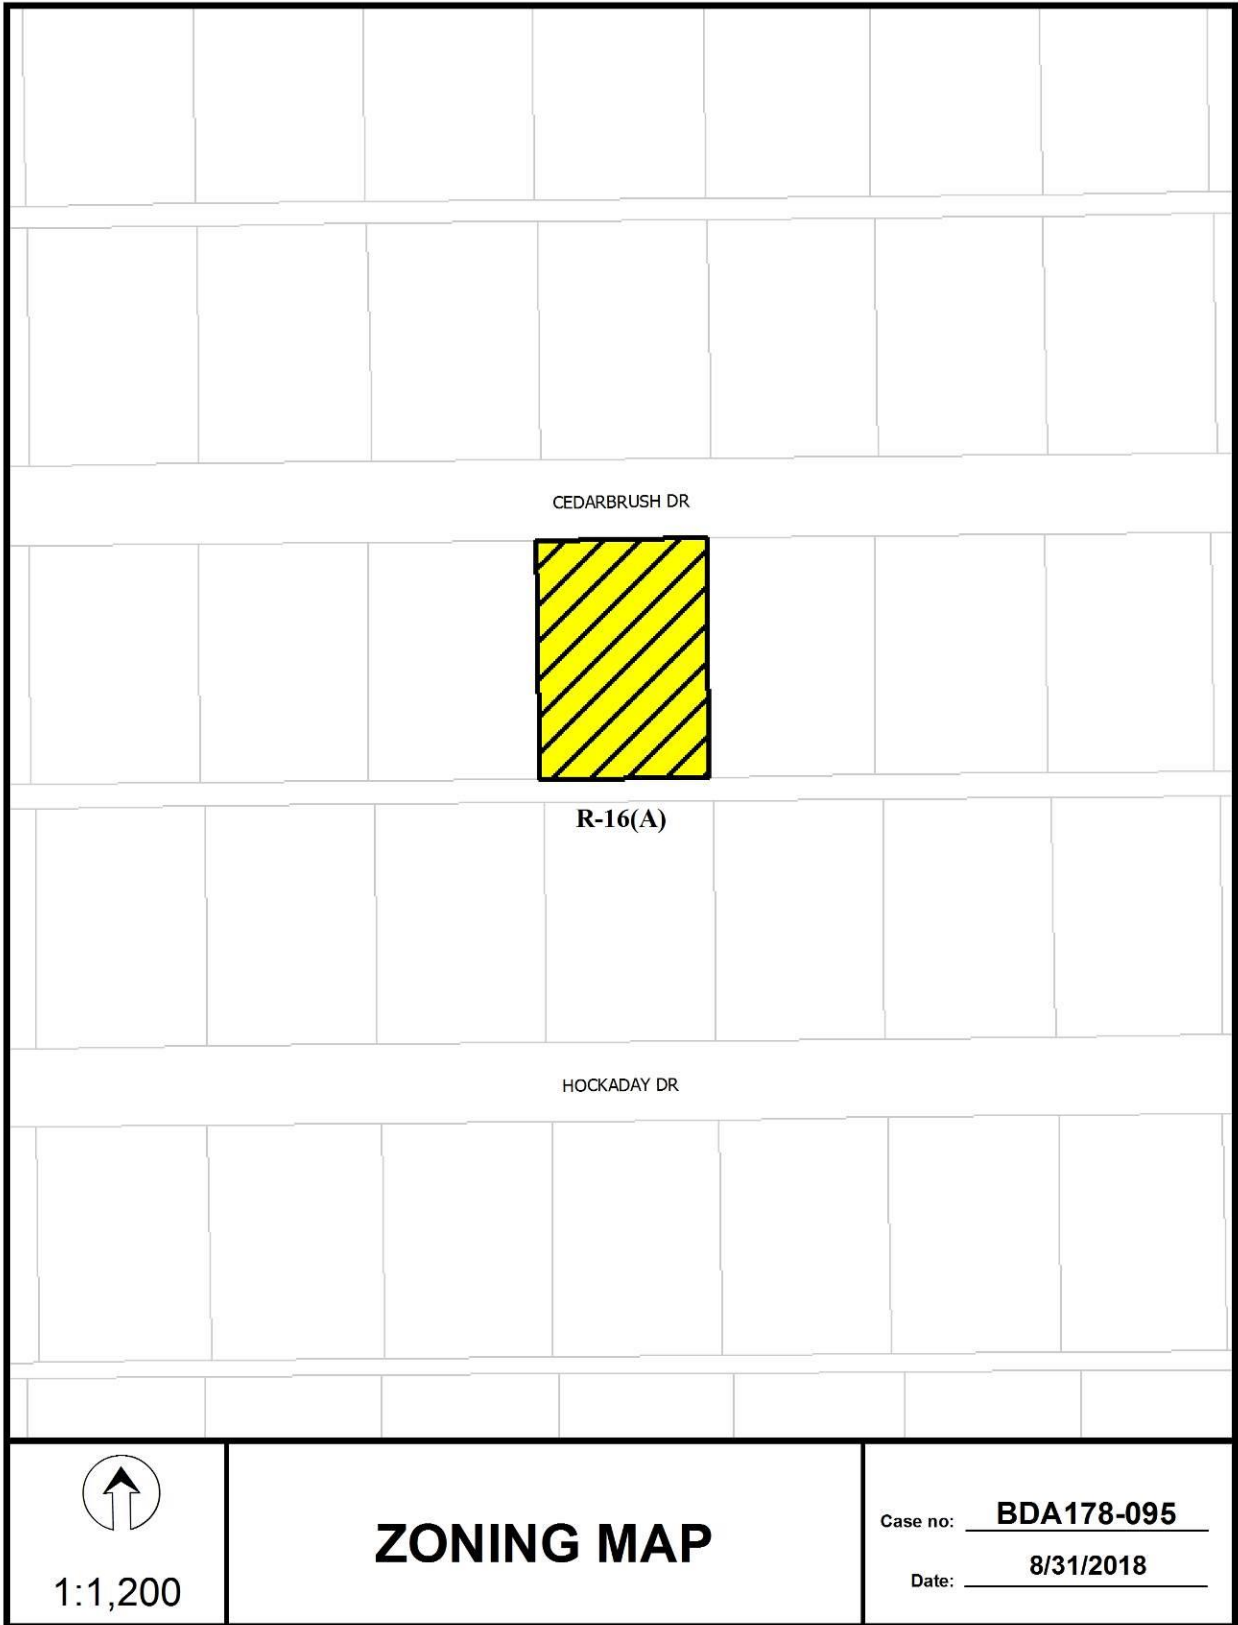 CEDARBRUSH DR
R-16(A)
HOCKADAY DR
1:1,200
ZONING MAP
Case no: BDA178-095
Date: 8/31/2018